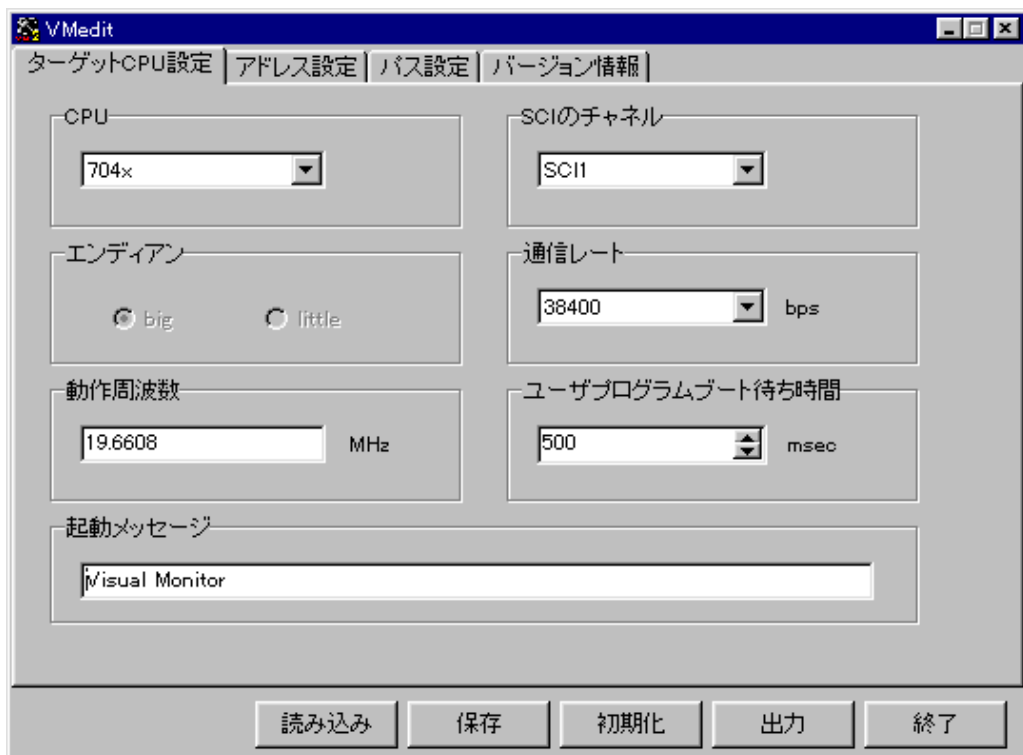 VMedit
ターゲットCPU設定 アドレス設定 パス設定 バージョン情報
CPU
704x
SCIのチャネル
SCI1
エンディアン
big little
通信レート
38400 bps
動作周波数
19.6608 MHz
ユーザプログラムブート待ち時間
500 msec
起動メッセージ
Visual Monitor
読み込み 保存 初期化 出力 終了